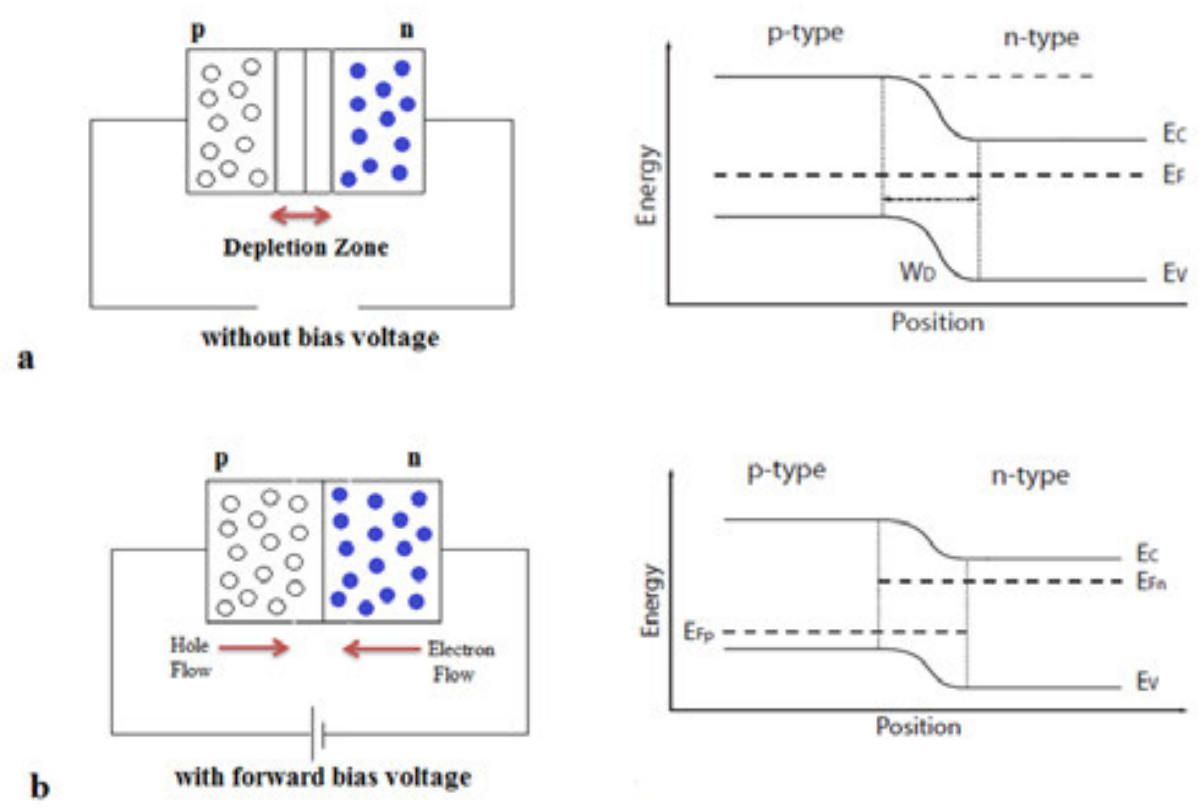 p
n
Depletion Zone
without bias voltage
a
p-type
n-type
Energy
EC
EF
WD
EV
Position
p
n
Hole
Flow
Electron
Flow
with forward bias voltage
b
p-type
n-type
Energy
EC
EFn
EFp
EV
Position